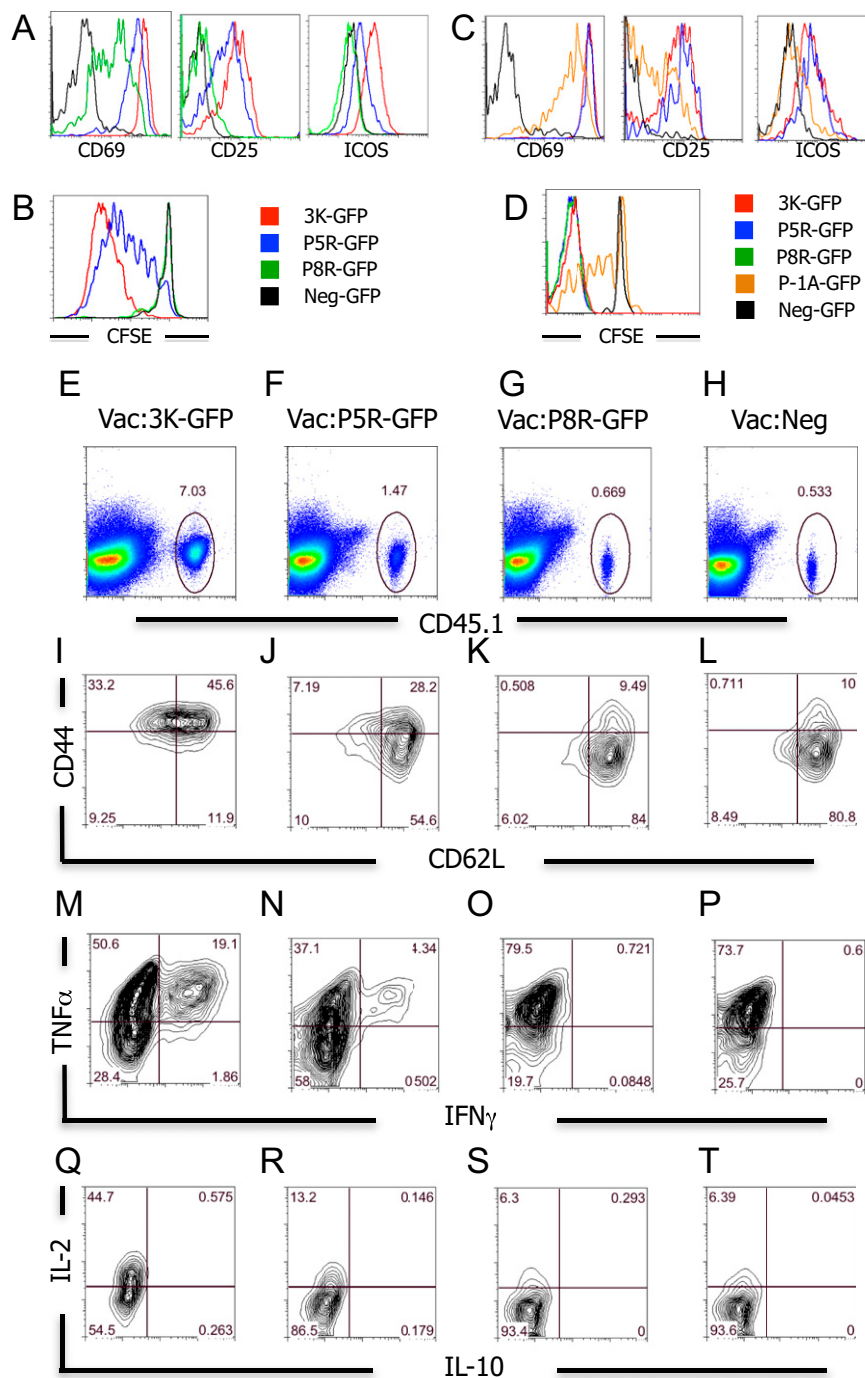 A
C
CD69
CD25
ICOS
CD69
CD25
ICOS
B
3K-GFP
P5R-GFP
P8R-GFP
Neg-GFP
CFSE
D
3K-GFP
P5R-GFP
P8R-GFP
P-1A-GFP
Neg-GFP
CFSE
E
F
G
H
Vac:3K-GFP
Vac:P5R-GFP
Vac:P8R-GFP
Vac:Neg
7.03
1.47
0.669
0.533
CD45.1
I
J
K
L
33.2
45.6
7.19
28.2
0.508
9.49
0.711
10
CD44
9.25
11.9
10
54.6
6.02
84
8.49
80.8
CD62L
M
N
O
P
50.6
19.1
37.1
4.34
79.5
0.721
73.7
0.6
TNFα
28.4
1.86
58
0.502
19.7
0.0848
25.7
0
IFNγ
Q
R
S
T
44.7
0.575
13.2
0.146
6.3
0.293
6.39
0.0453
IL-2
54.5
0.263
86.5
0.179
93.4
0
93.6
0
IL-10